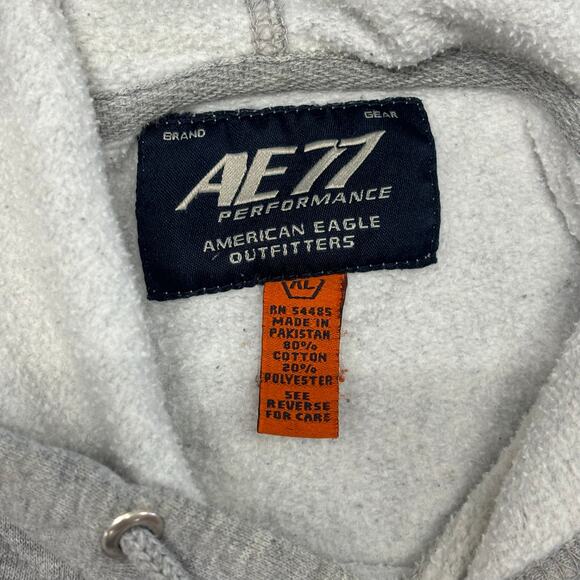 BRAND GEAR
AE77
PERFORMANCE
AMERICAN EAGLE
OUTFITTERS
XL
RN 54485
MADE IN
PAKISTAN
80%
COTTON
20%
POLYESTER
SEE
REVERSE
FOR CARE